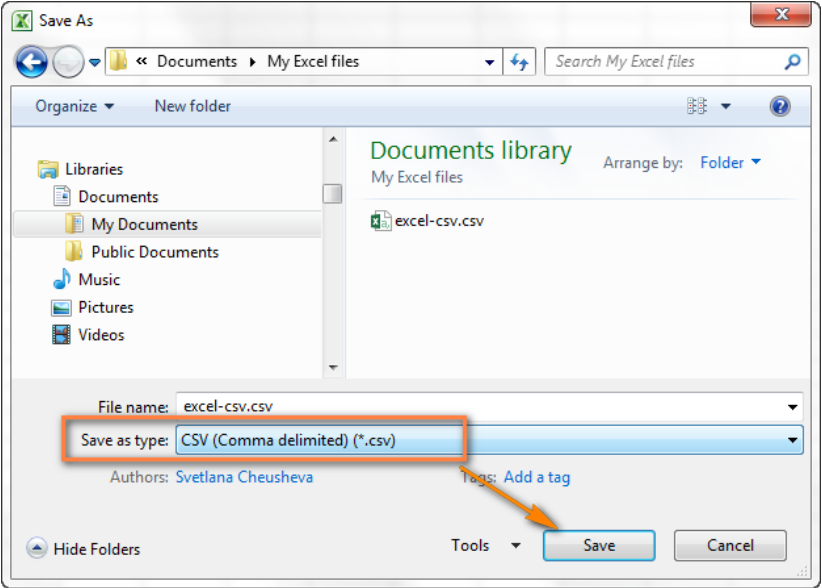 Save As
« Documents ▸ My Excel files
Search My Excel files
Organize
New folder
Libraries
Documents
My Documents
Public Documents
Music
Pictures
Videos
Documents library
My Excel files
Arrange by: Folder
excel-csv.csv
File name: excel-csv.csv
Save as type: CSV (Comma delimited) (*.csv)
Authors: Svetlana Cheusheva
Tags: Add a tag
Hide Folders
Tools
Save
Cancel